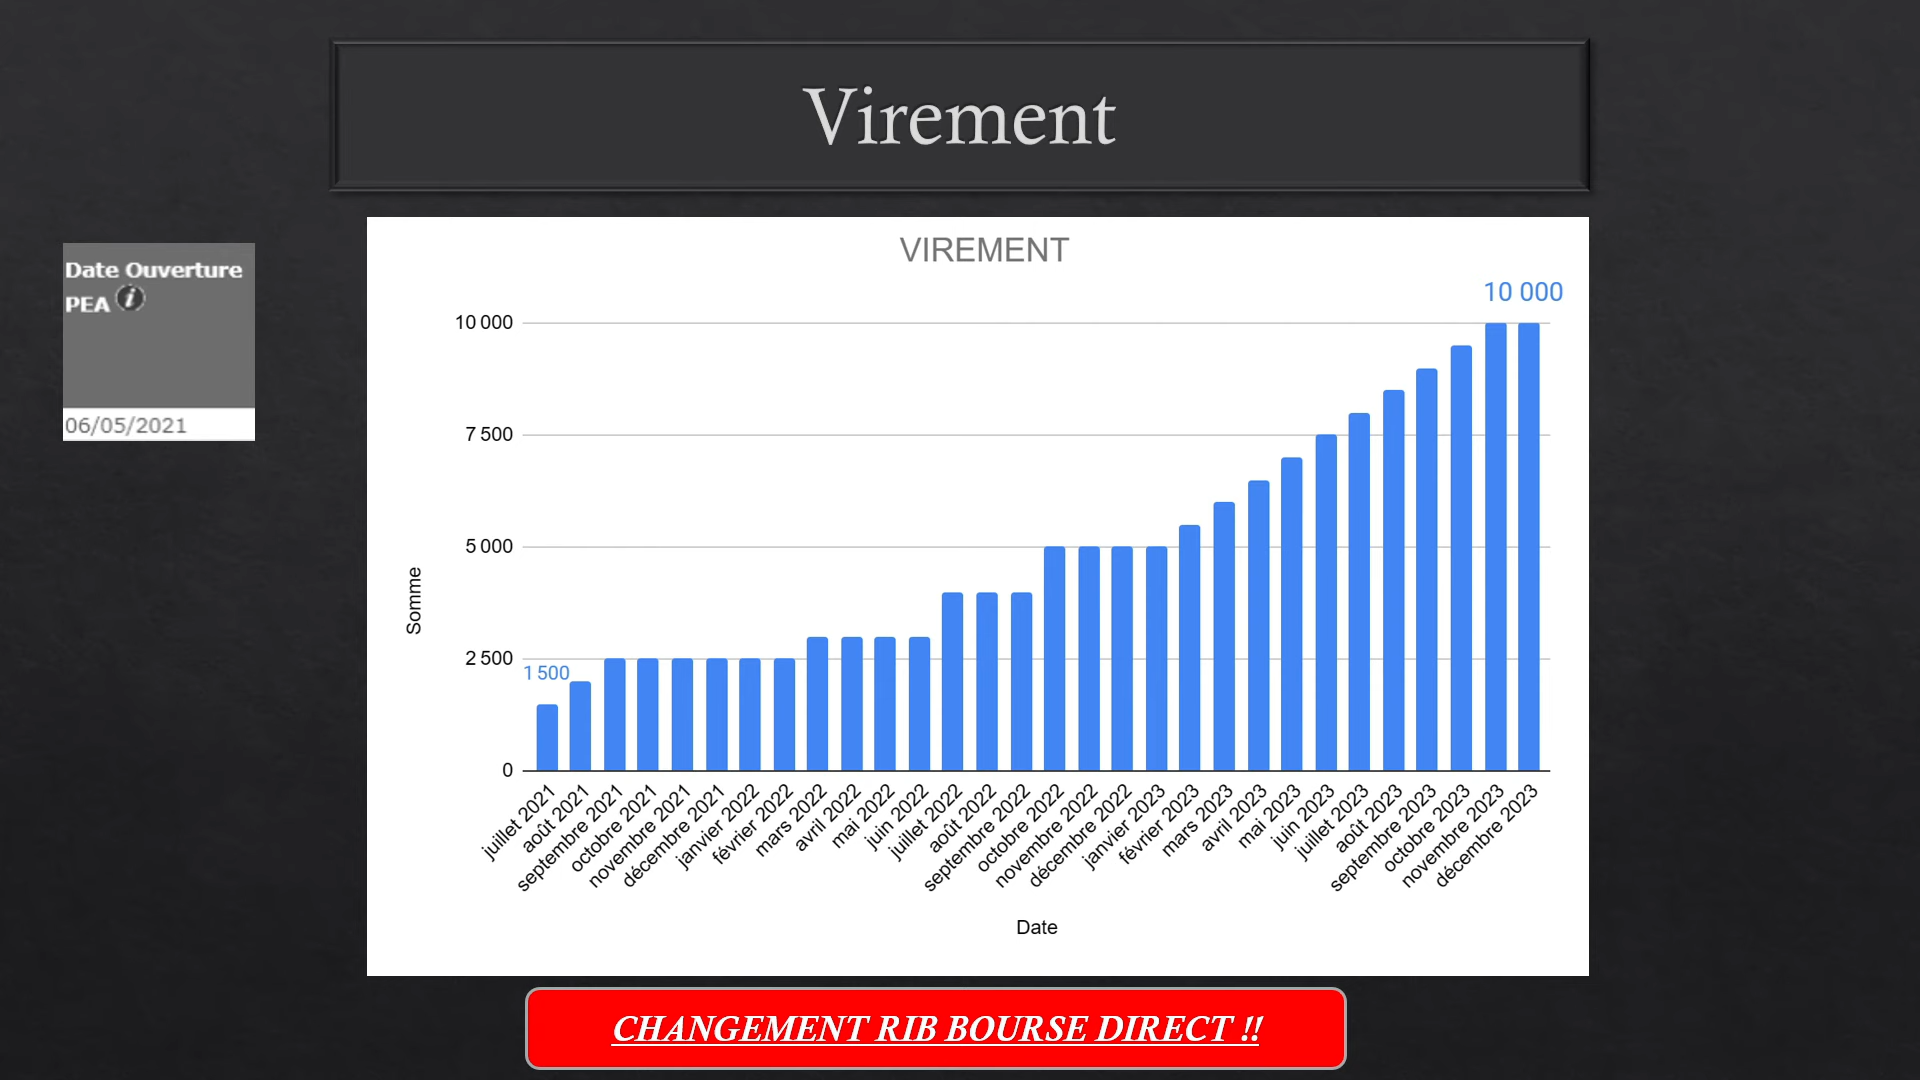 Virement
Date Ouverture
PEA i
06/05/2021
VIREMENT
10 000
10 000
7 500
5 000
2 500
0
1 500
Somme
juillet 2021
août 2021
septembre 2021
octobre 2021
novembre 2021
décembre 2021
janvier 2022
février 2022
mars 2022
avril 2022
mai 2022
juin 2022
juillet 2022
août 2022
septembre 2022
octobre 2022
novembre 2022
décembre 2022
janvier 2023
février 2023
mars 2023
avril 2023
mai 2023
juin 2023
juillet 2023
août 2023
septembre 2023
octobre 2023
novembre 2023
décembre 2023
Date
CHANGEMENT RIB BOURSE DIRECT !!